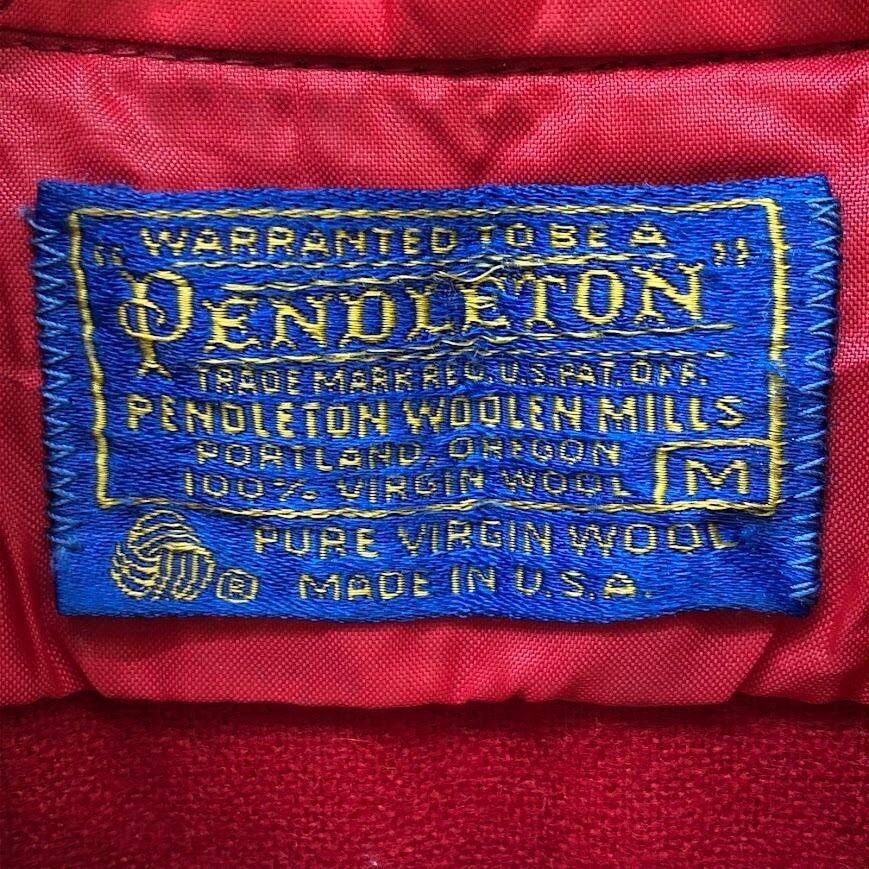 "WARRANTED TO BE A
PENDLETON"
TRADE MARK REG. U.S. PAT. OFF.
PENDLETON WOOLEN MILLS
PORTLAND, OREGON
100% VIRGIN WOOL M
PURE VIRGIN WOOL
® MADE IN U.S.A.